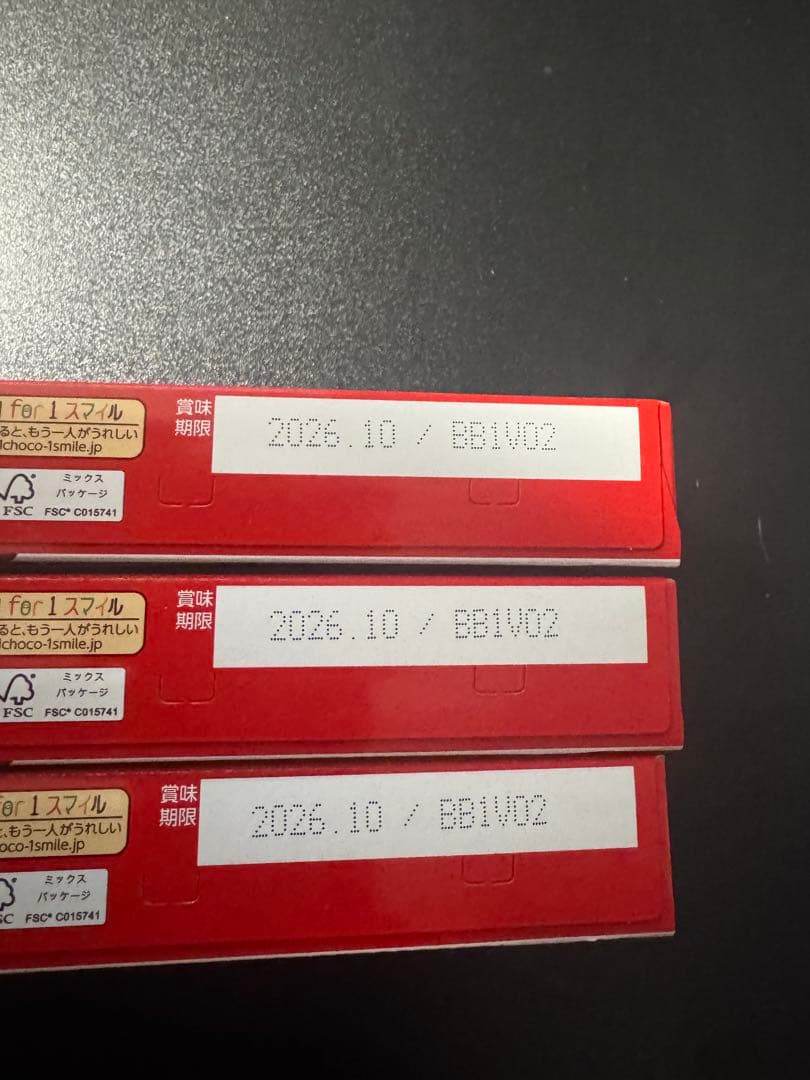 for 1 スマイル
ると、もう一人がうれしい
1choco-1smile.jp
ミックス
パッケージ
FSC
FSC® C015741
賞味
期限
2026.10 / BB1V02
for 1 スマイル
ると、もう一人がうれしい
1choco-1smile.jp
ミックス
パッケージ
FSC
FSC® C015741
賞味
期限
2026.10 / BB1V02
for 1 スマイル
と、もう一人がうれしい
oco-1smile.jp
ミックス
パッケージ
SC
FSC® C015741
賞味
期限
2026.10 / BB1V02